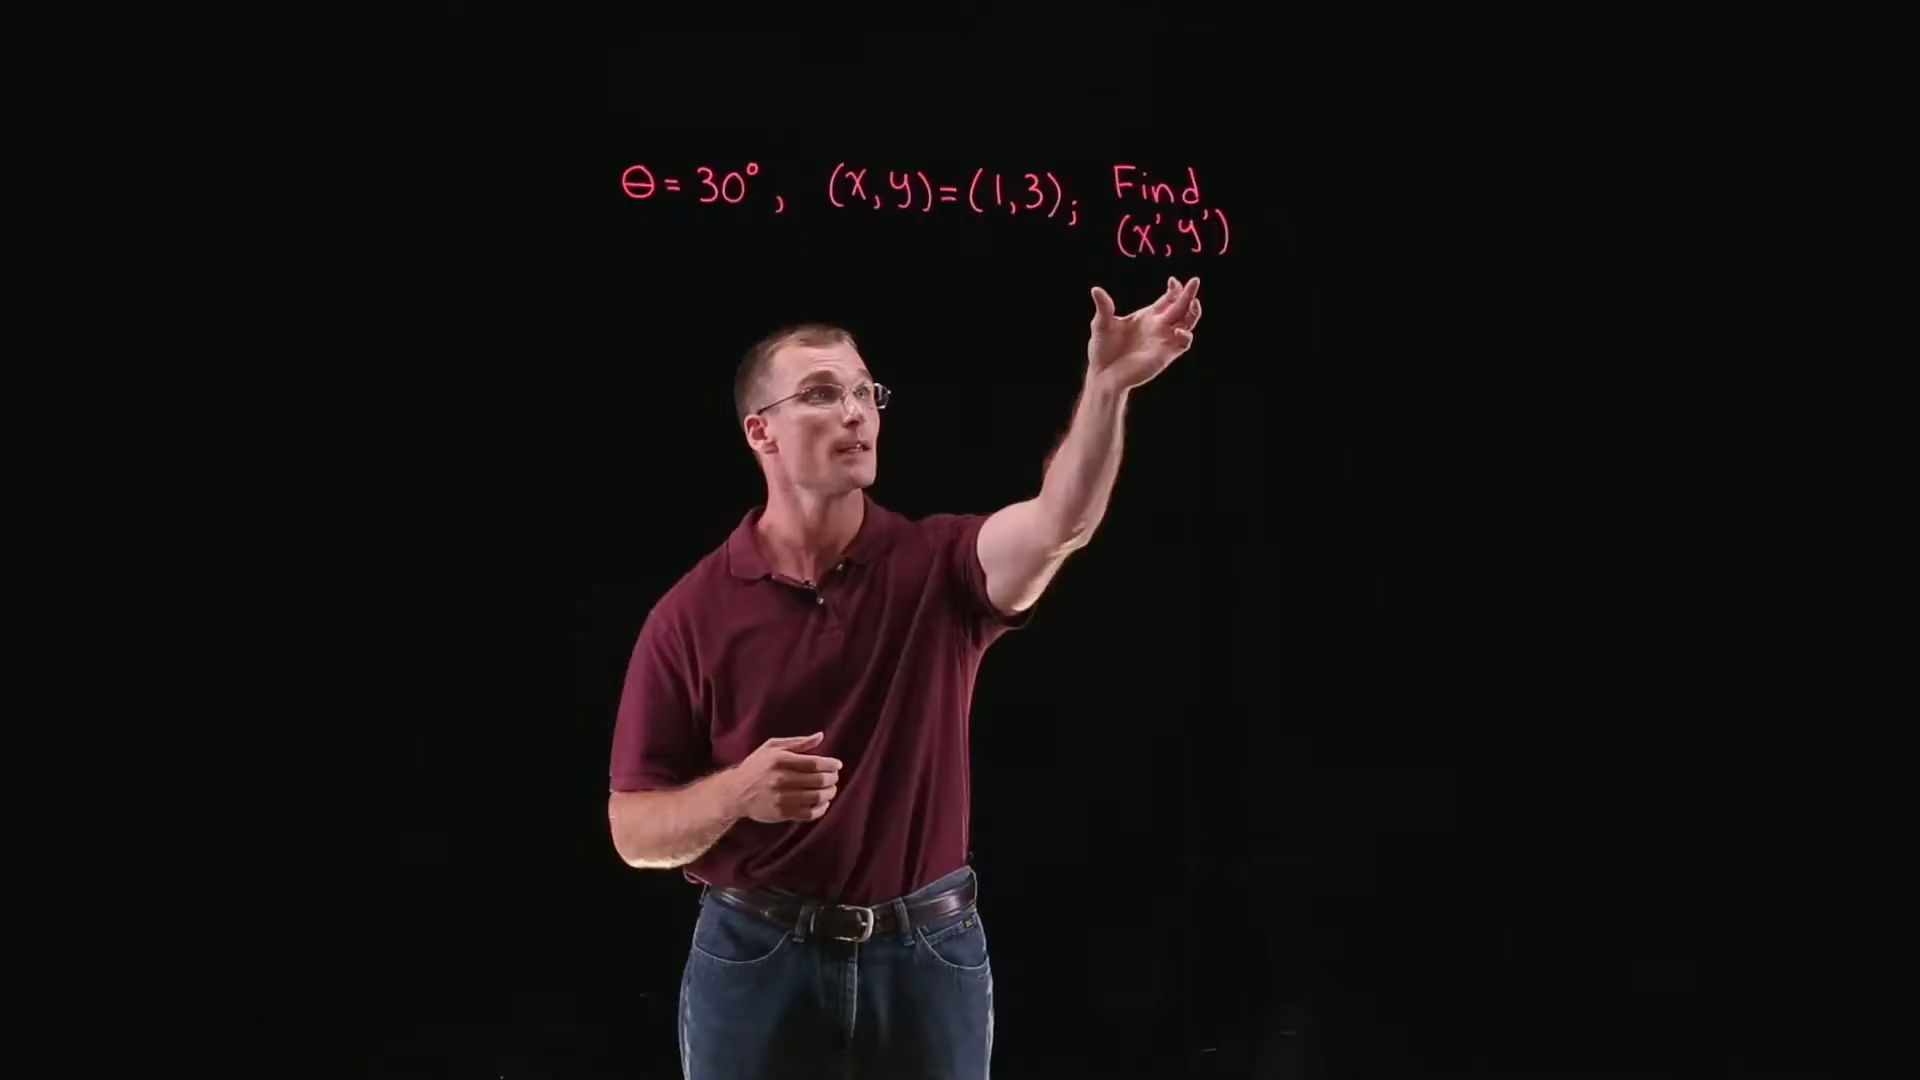 θ = 30°, (x, y) = (1, 3); Find
(x', y')